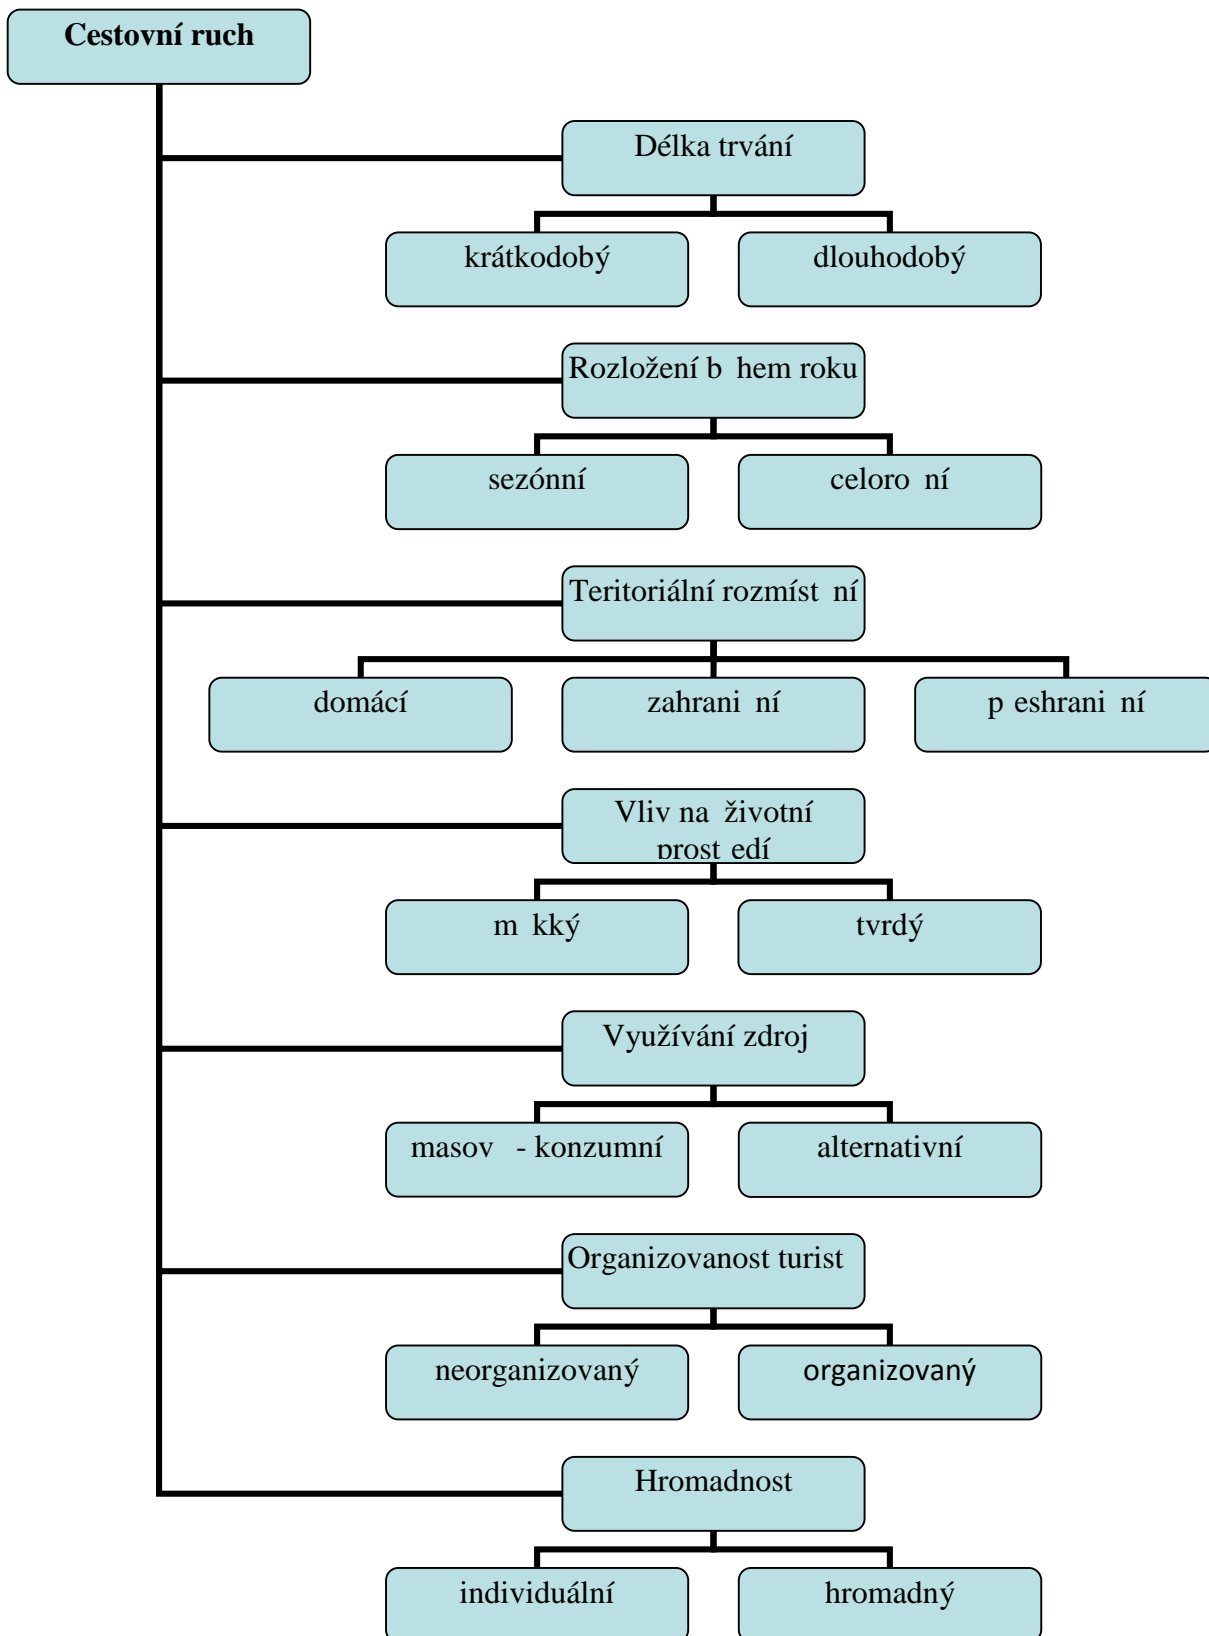 Cestovní ruch
Délka trvání
krátkodobý
dlouhodobý
Rozložení b hem roku
sezónní
celoro ní
Teritoriální rozmíst ní
domácí
zahrani ní
p eshrani ní
Vliv na životní
prost edí
m kký
tvrdý
Využívání zdroj
masov - konzumní
alternativní
Organizovanost turist
neorganizovaný
organizovaný
Hromadnost
individuální
hromadný